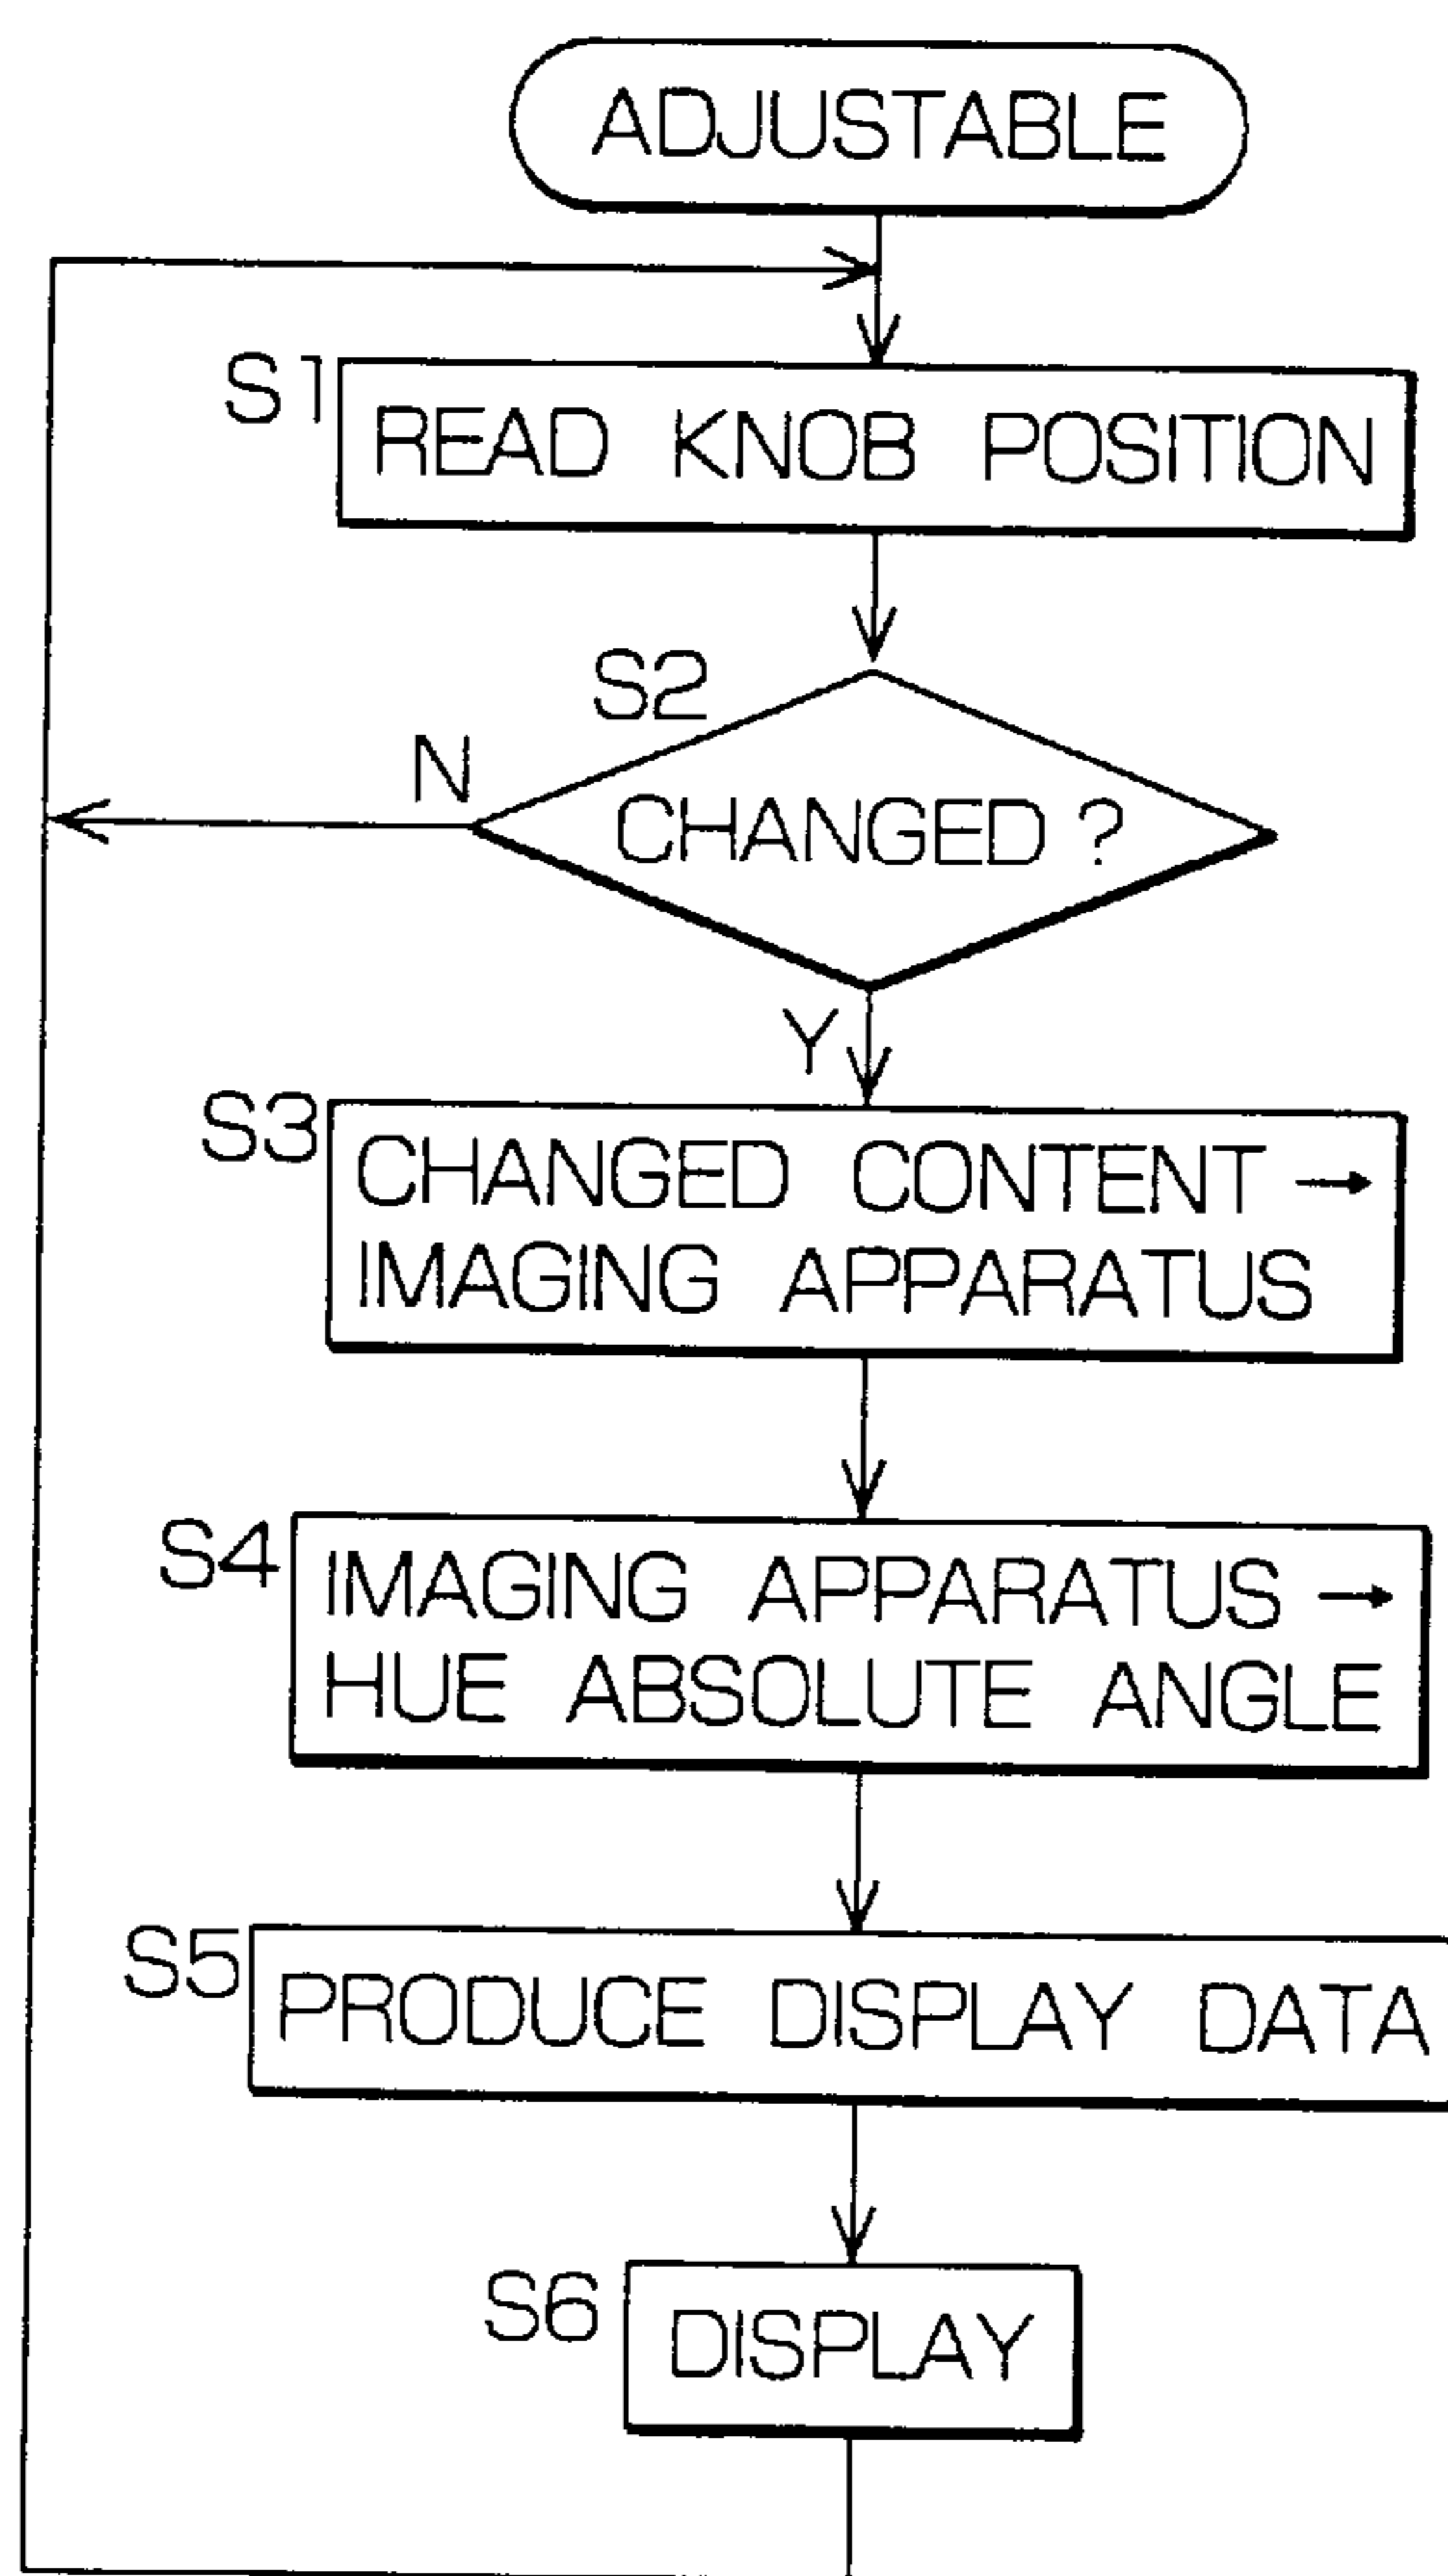 ADJUSTABLE
S1
READ KNOB POSITION
S2
N
CHANGED ?
Y
S3
CHANGED CONTENT →
IMAGING APPARATUS
S4
IMAGING APPARATUS →
HUE ABSOLUTE ANGLE
S5
PRODUCE DISPLAY DATA
S6
DISPLAY